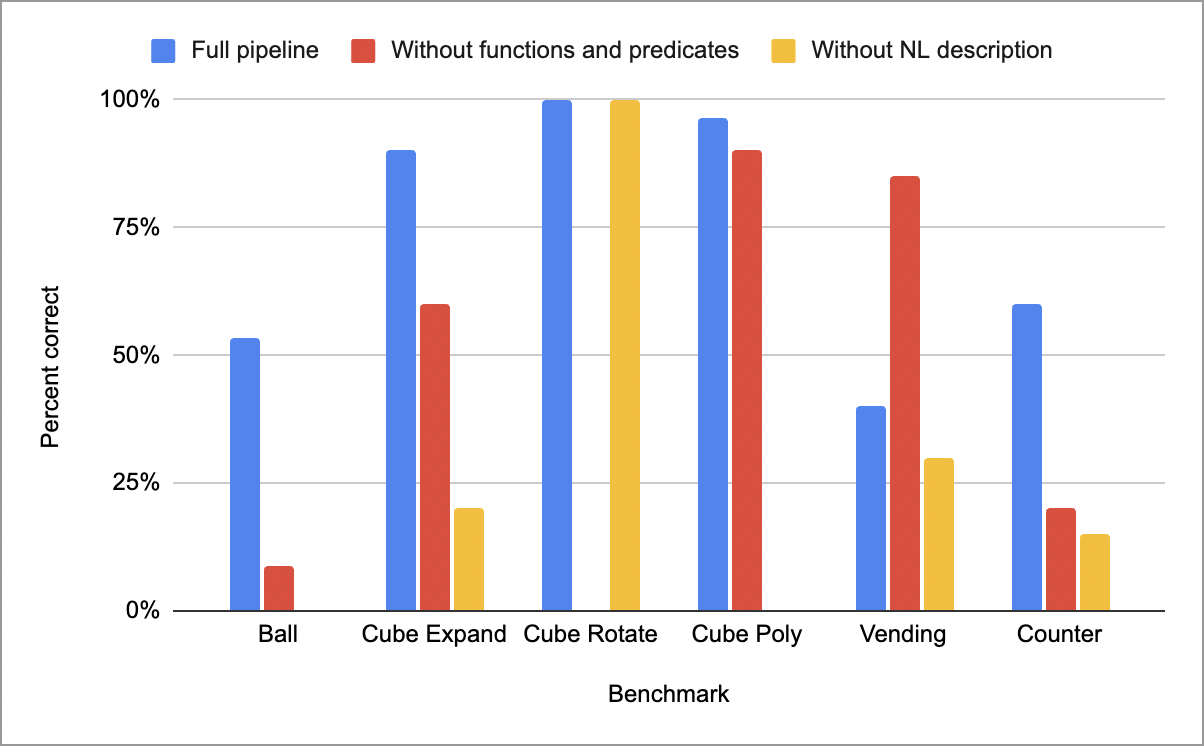 Full pipeline Without functions and predicates Without NL description
100%
75%
50%
25%
0%
Percent correct
Ball Cube Expand Cube Rotate Cube Poly Vending Counter
Benchmark